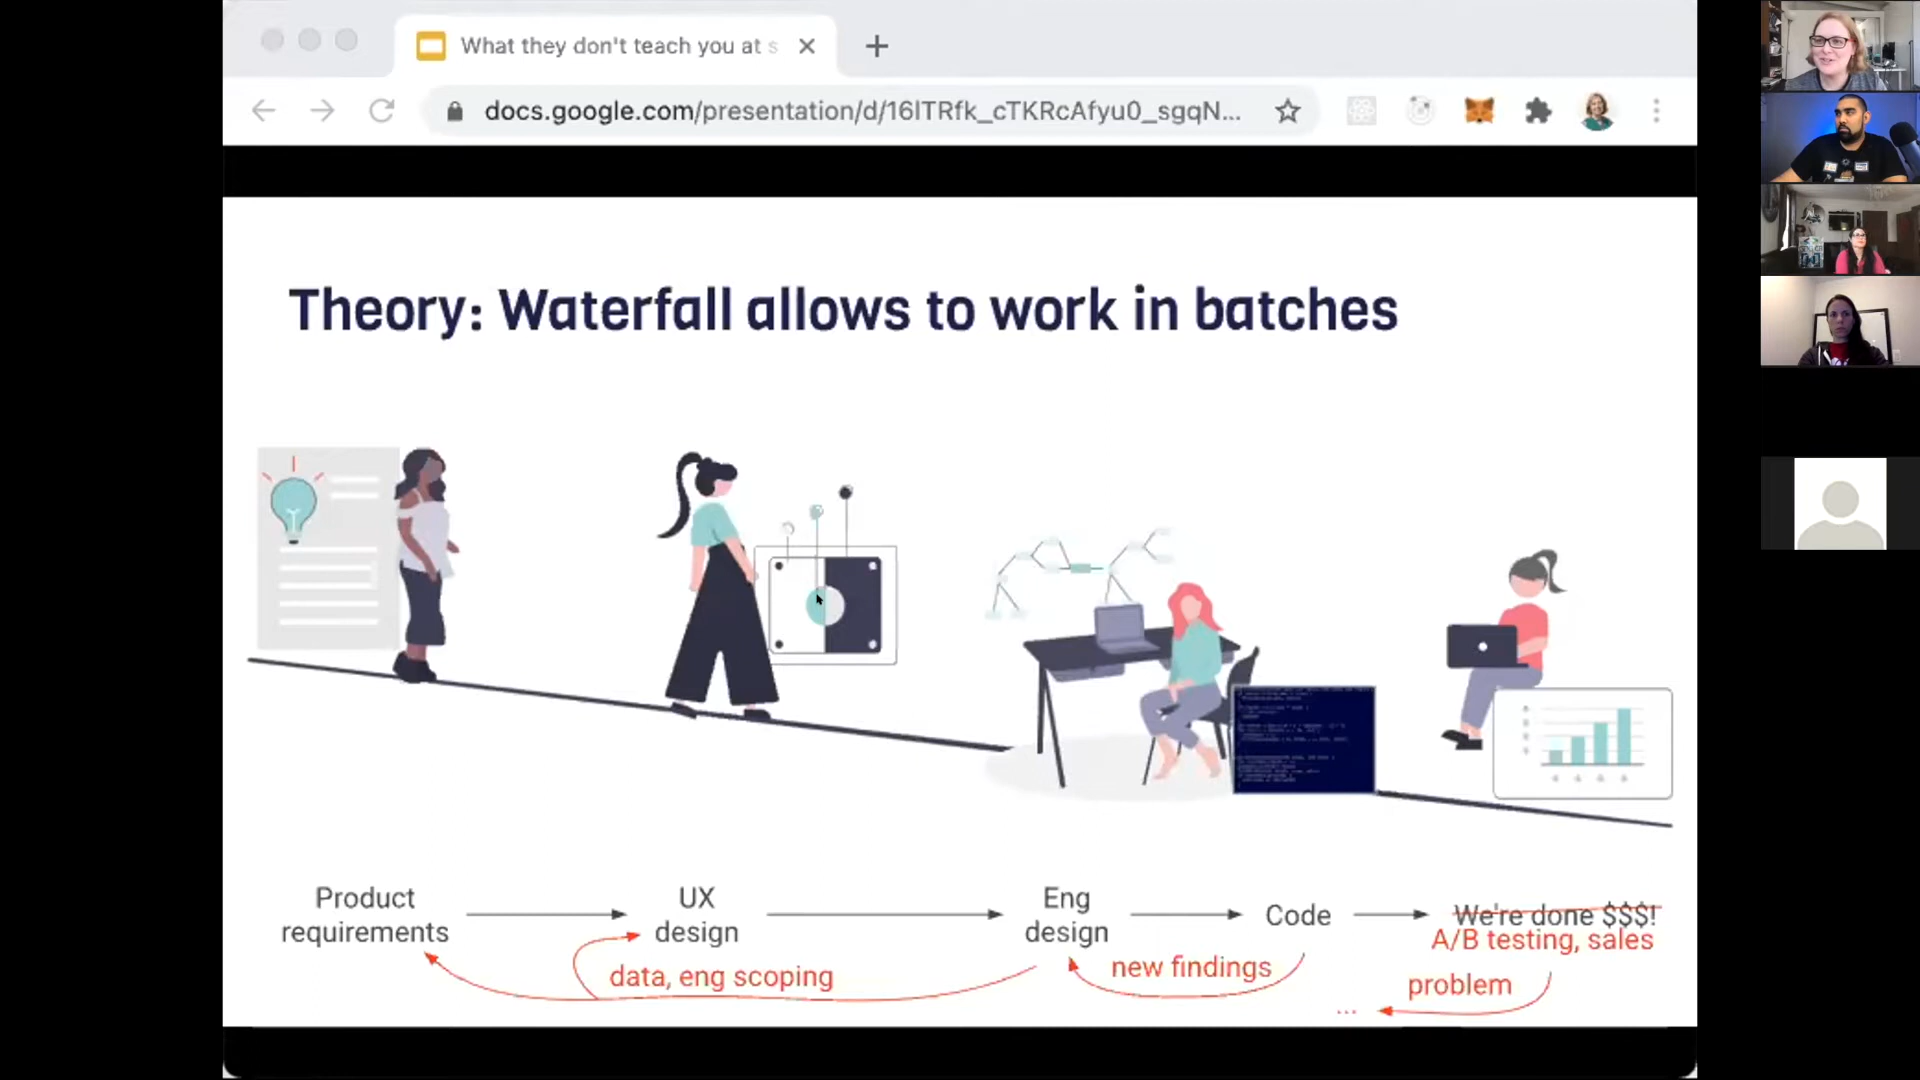 What they don't teach you at s
docs.google.com/presentation/d/16lTRfk_cTKRcAfyu0_sgqN...
Theory: Waterfall allows to work in batches
Product
requirements
UX
design
Eng
design
Code
We're done $$$!
A/B testing, sales
data, eng scoping
new findings
problem
...